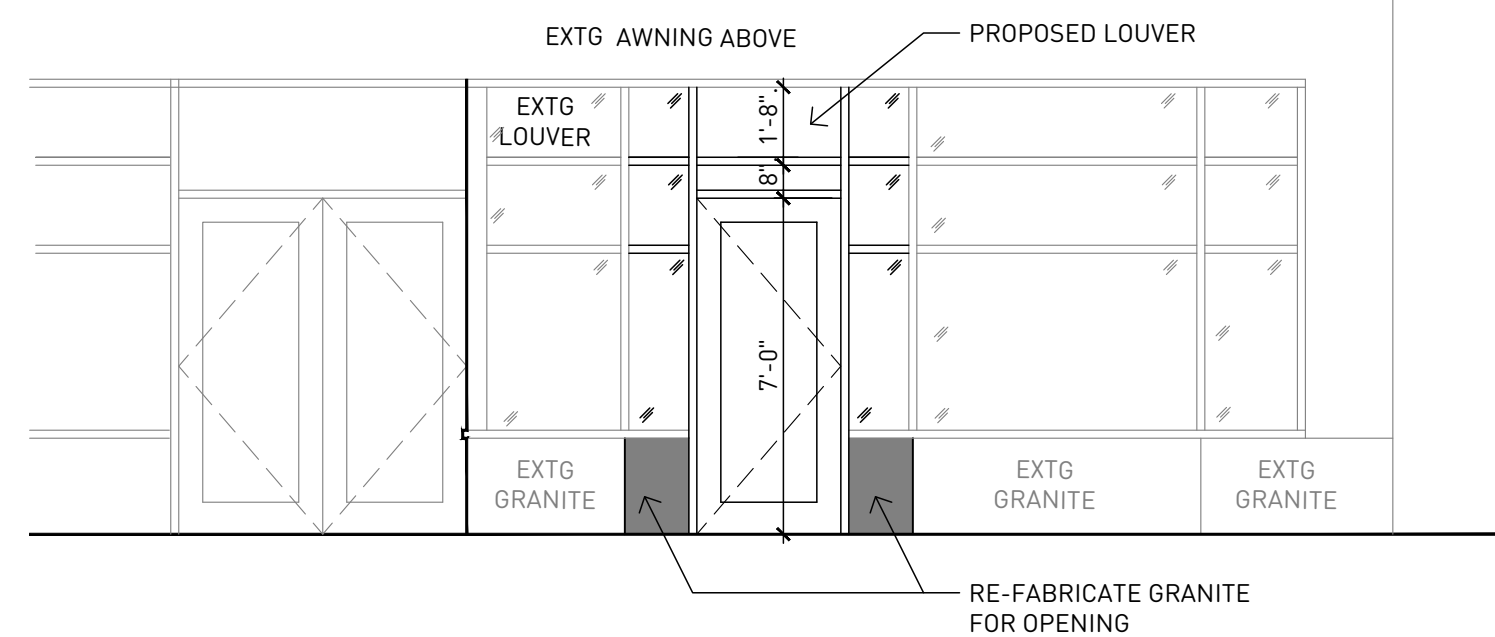 EXTG AWNING ABOVE
PROPOSED LOUVER
EXTG
LOUVER
1'-8"
8"
7'-0"
EXTG
GRANITE
EXTG
GRANITE
EXTG
GRANITE
RE-FABRICATE GRANITE
FOR OPENING